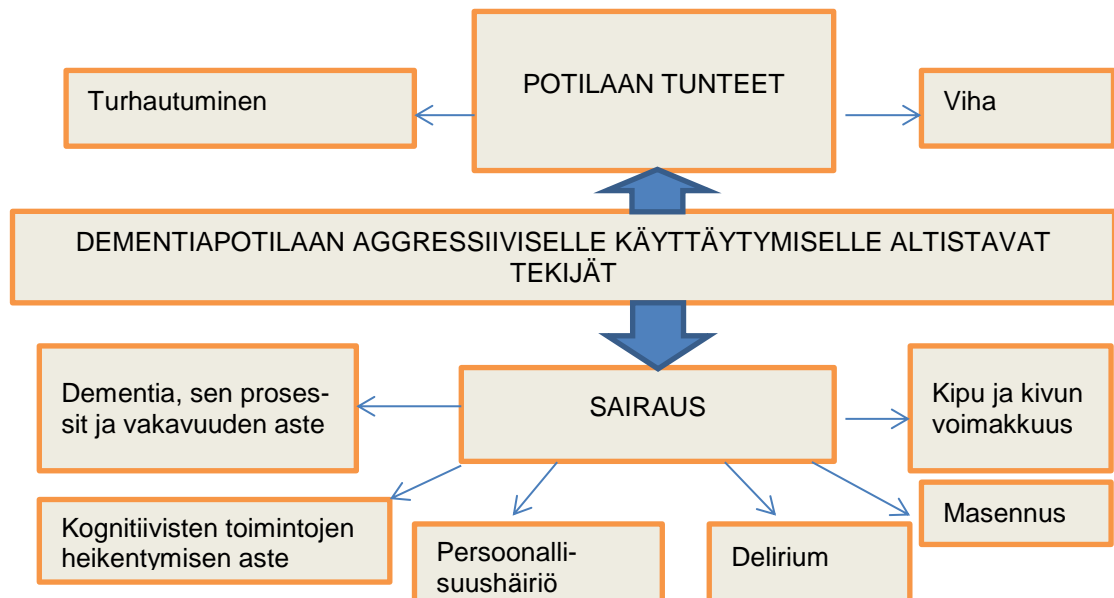 POTILAAN TUNTEET
Turhautuminen
Viha
DEMENTIAPOTILAAN AGGRESSIIVISELLE KÄYTTÄYTYMISELLE ALTISTAVAT
TEKIJÄT
Dementia, sen proses-
sit ja vakavuuden aste
SAIRAUS
Kipu ja kivun
voimakkuus
Kognitiivisten toimintojen
heikentymisen aste
Persoonalli-
suushäiriö
Delirium
Masennus